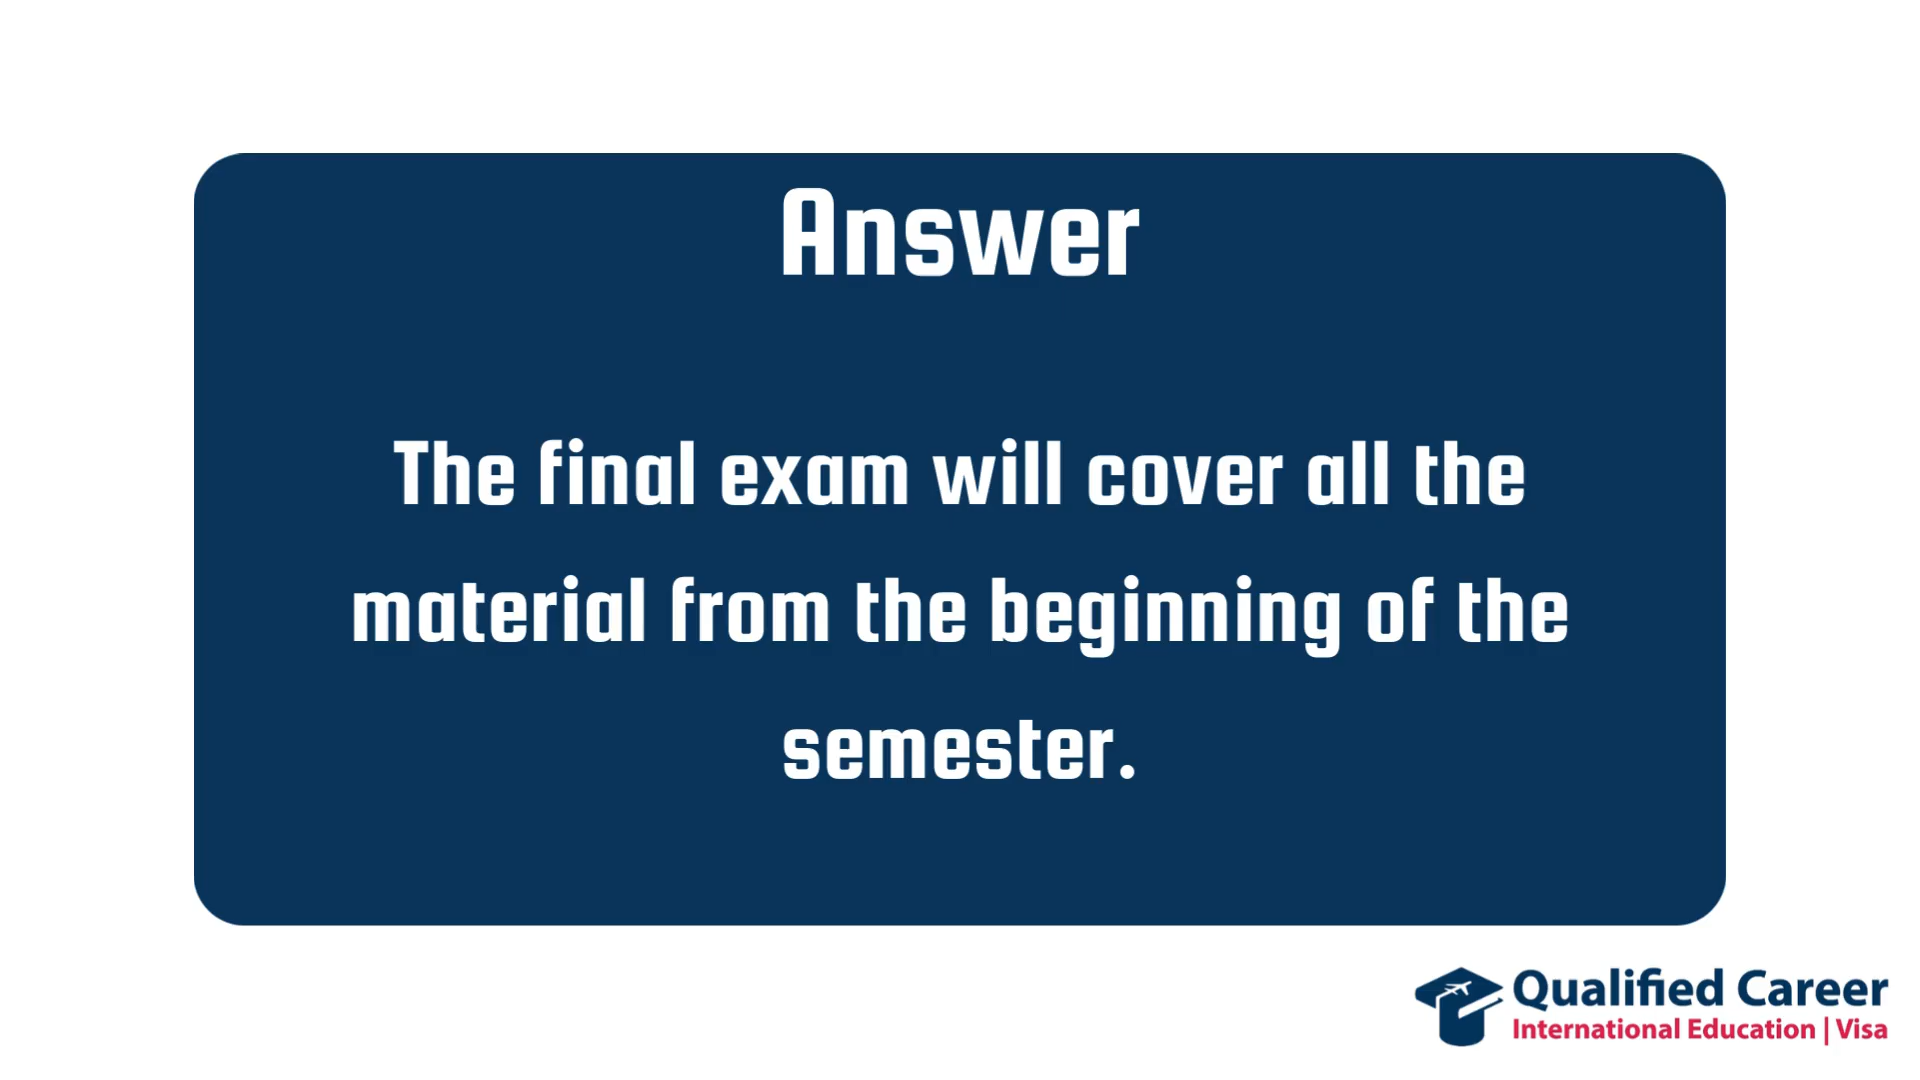 Answer
The final exam will cover all the
material from the beginning of the
semester.
Qualified Career
International Education | Visa